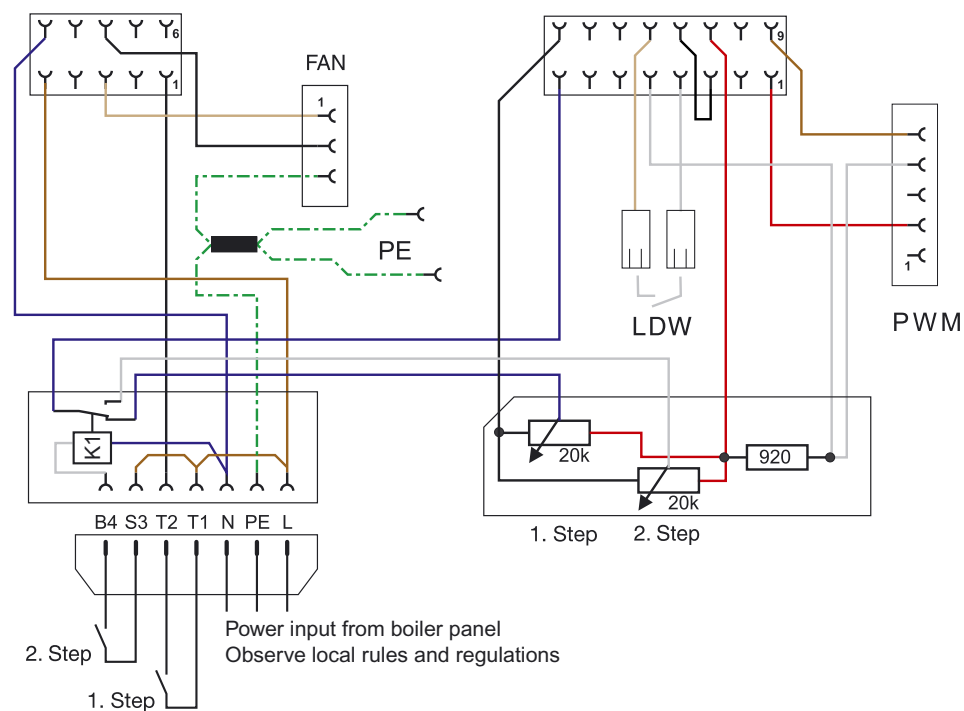 6
1
FAN
1
9
1
PE
LDW
1
PWM
K1
20k
920
20k
1. Step
2. Step
B4 S3 T2 T1 N PE L
Power input from boiler panel
Observe local rules and regulations
2. Step
1. Step